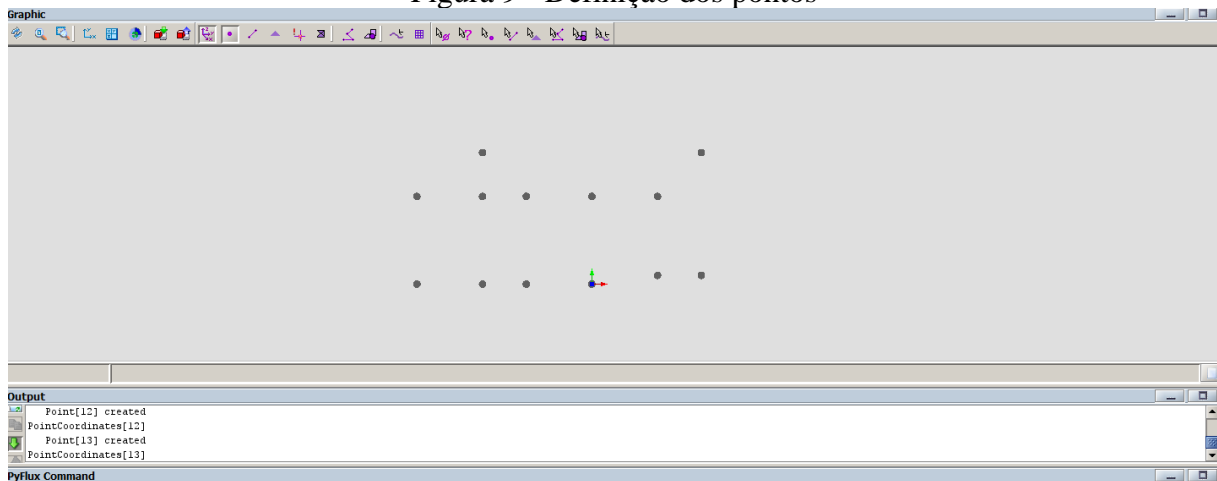 Figura 9 - Definição dos pontos
Graphic
Output
Point[12] created
PointCoordinates[12]
Point[13] created
PointCoordinates[13]
PyFlux Command